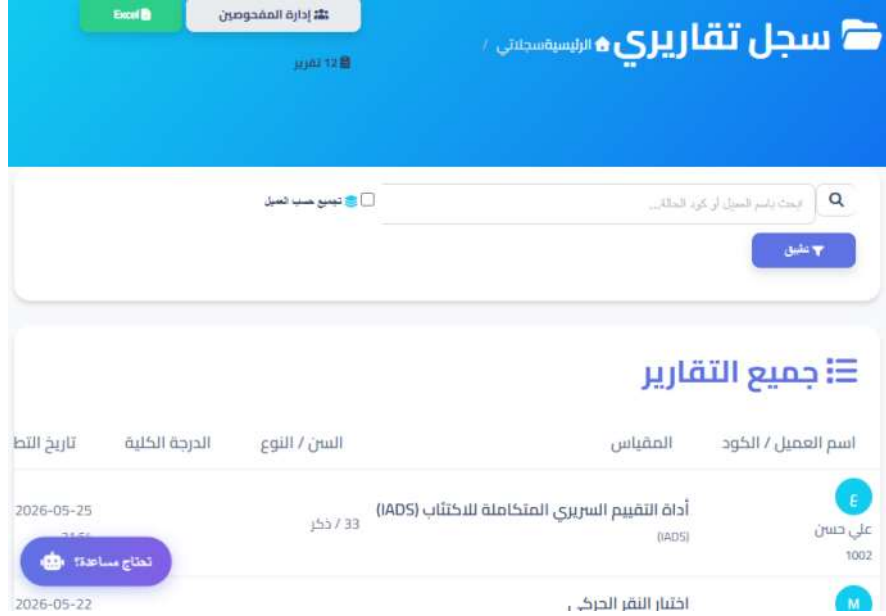 سجل تقاريري
الرئيسية
سجلاتي /
إدارة المفحوصين
Excel
12 تقرير
ابحث باسم العميل أو كود الحالة...
تجميع حسب العميل
تطبيق
جميع التقارير
اسم العميل / الكود
المقياس
السن / النوع
الدرجة الكلية
تاريخ التط
ع
علي حسن
1002
أداة التقييم السريري المتكاملة للاكتئاب (IADS)
(IADS)
33 / ذكر
2026-05-25
تحتاج مساعدة؟
M
اختبار النقر الحركي
2026-05-22